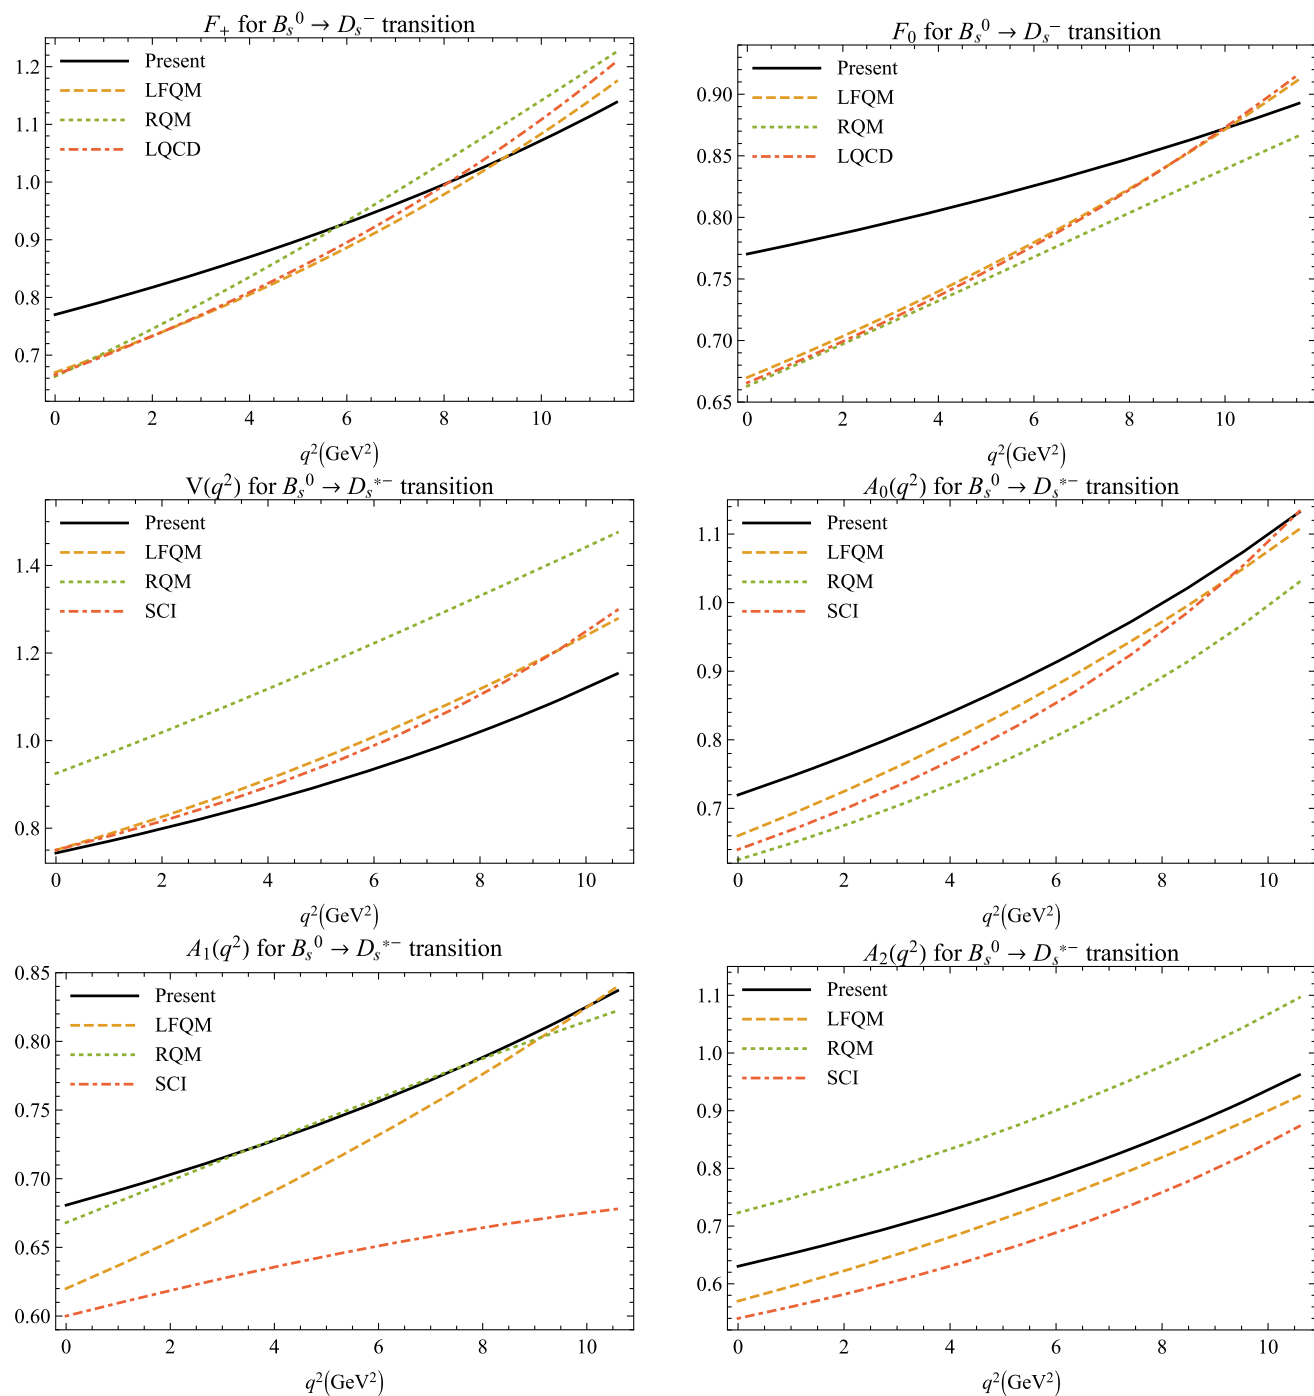 F₊ for Bₛ⁰ → Dₛ⁻ transition
Present
LFQM
RQM
LQCD
1.2
1.1
1.0
0.9
0.8
0.7
0 2 4 6 8 10
q²(GeV²)
F₀ for Bₛ⁰ → Dₛ⁻ transition
Present
LFQM
RQM
LQCD
0.90
0.85
0.80
0.75
0.70
0.65
0 2 4 6 8 10
q²(GeV²)
V(q²) for Bₛ⁰ → Dₛ*⁻ transition
Present
LFQM
RQM
SCI
1.4
1.2
1.0
0.8
0 2 4 6 8 10
q²(GeV²)
A₀(q²) for Bₛ⁰ → Dₛ*⁻ transition
Present
LFQM
RQM
SCI
1.1
1.0
0.9
0.8
0.7
0 2 4 6 8 10
q²(GeV²)
A₁(q²) for Bₛ⁰ → Dₛ*⁻ transition
Present
LFQM
RQM
SCI
0.85
0.80
0.75
0.70
0.65
0.60
0 2 4 6 8 10
q²(GeV²)
A₂(q²) for Bₛ⁰ → Dₛ*⁻ transition
Present
LFQM
RQM
SCI
1.1
1.0
0.9
0.8
0.7
0.6
0 2 4 6 8 10
q²(GeV²)